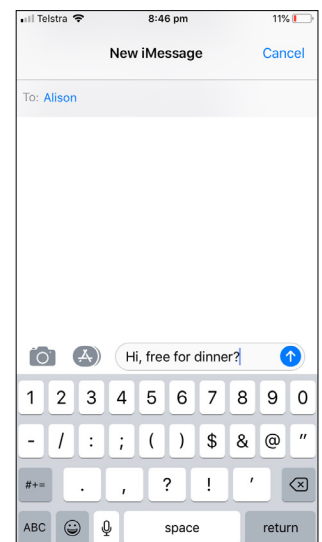 Telstra 8:46 pm 11%
New iMessage Cancel
To: Alison
Hi, free for dinner?
1 2 3 4 5 6 7 8 9 0
- / : ; ( ) $ & @ "
#+= . , ? ! '
ABC space return